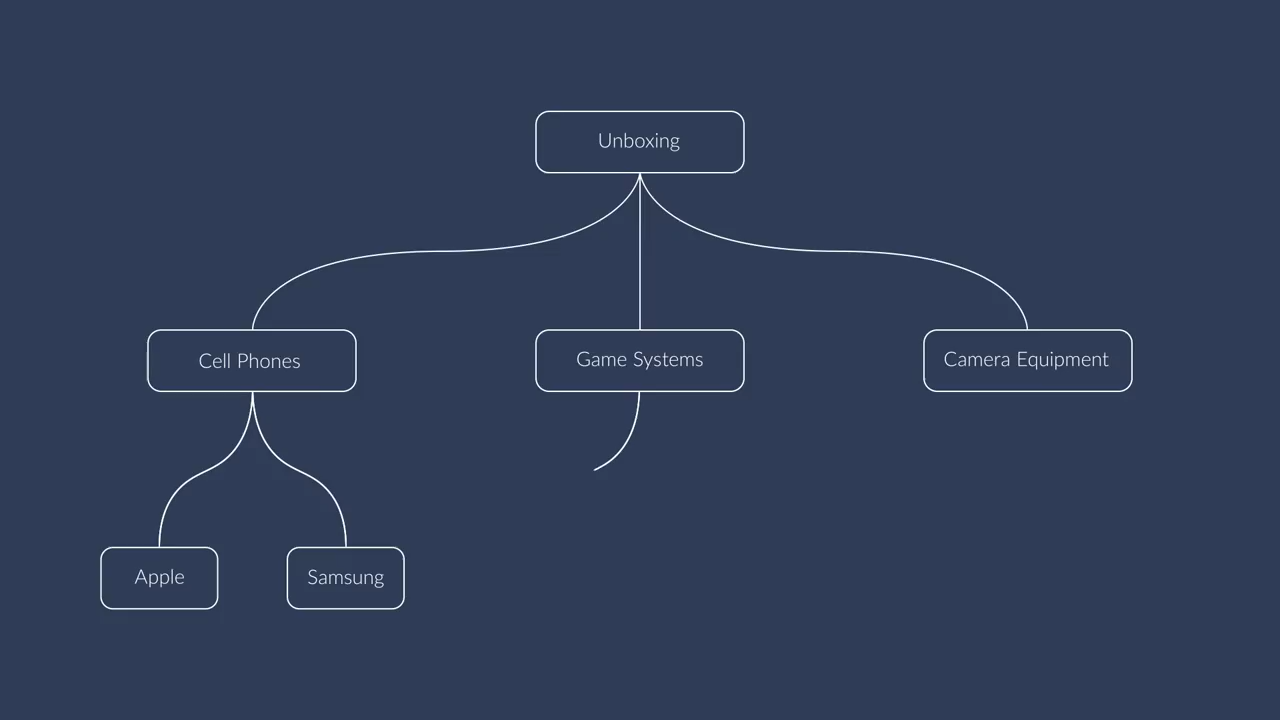 Unboxing
Cell Phones
Game Systems
Camera Equipment
Apple
Samsung